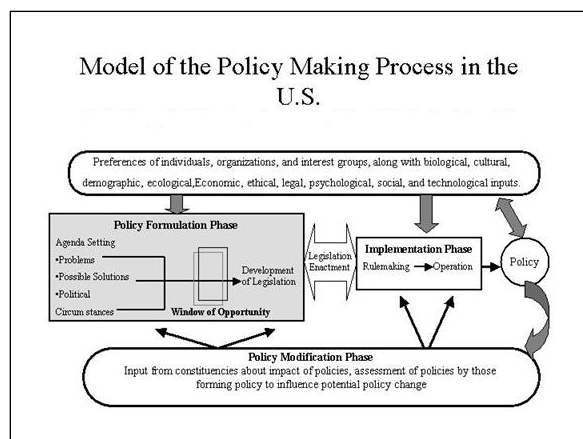 Model of the Policy Making Process in the
U.S.
Preferences of individuals, organizations, and interest groups, along with biological, cultural,
demographic, ecological,Economic, ethical, legal, psychological, social, and technological inputs.
Policy Formulation Phase
Agenda Setting
•Problems
•Possible Solutions
•Political
Circum stances
Development
of Legislation
Window of Opportunity
Legislation
Enactment
Implementation Phase
Rulemaking
Operation
Policy
Policy Modification Phase
Input from constituencies about impact of policies, assessment of policies by those
forming policy to influence potential policy change